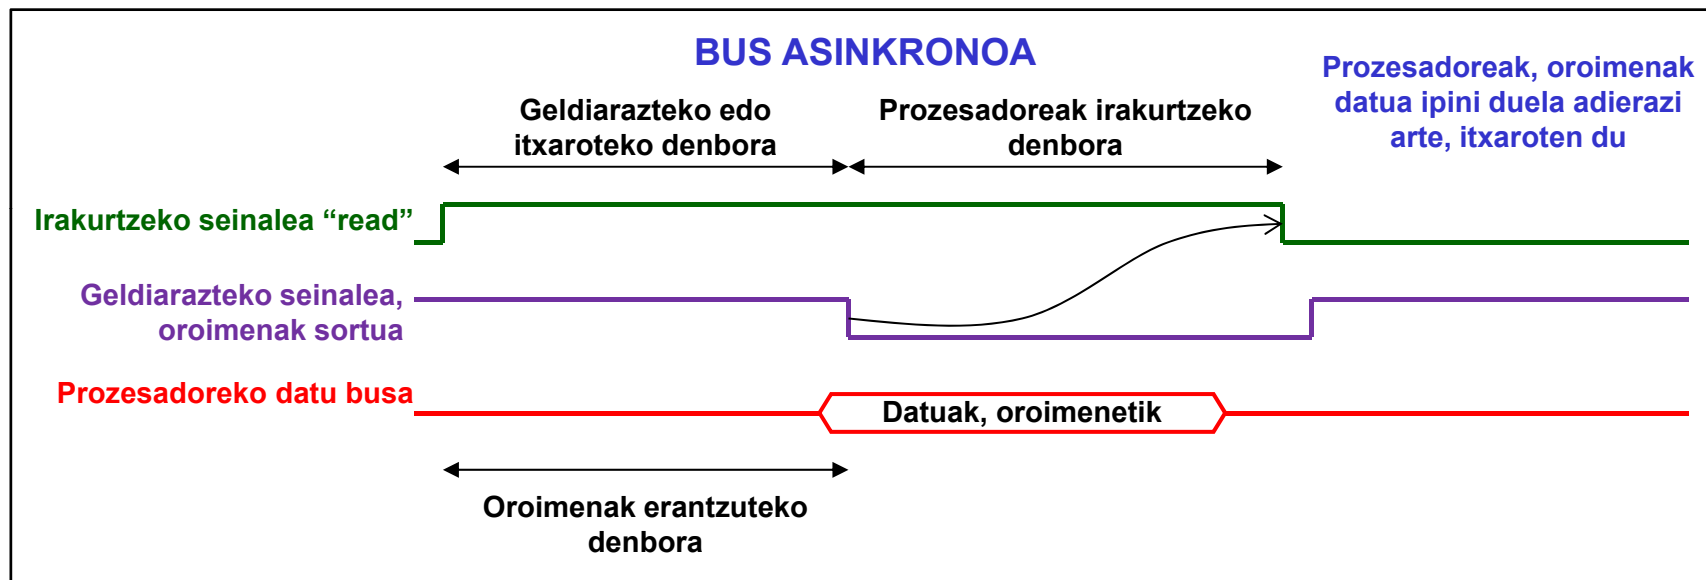 BUS ASINKRONOA
Prozesadoreak, oroimenak
datua ipini duela adierazi
arte, itxaroten du
Geldiarazteko edo
itxaroteko denbora
Prozesadoreak irakurtzeko
denbora
Irakurtzeko seinalea “read”
Geldiarazteko seinalea,
oroimenak sortua
Prozesadoreko datu busa
Datuak, oroimenetik
Oroimenak erantzuteko
denbora